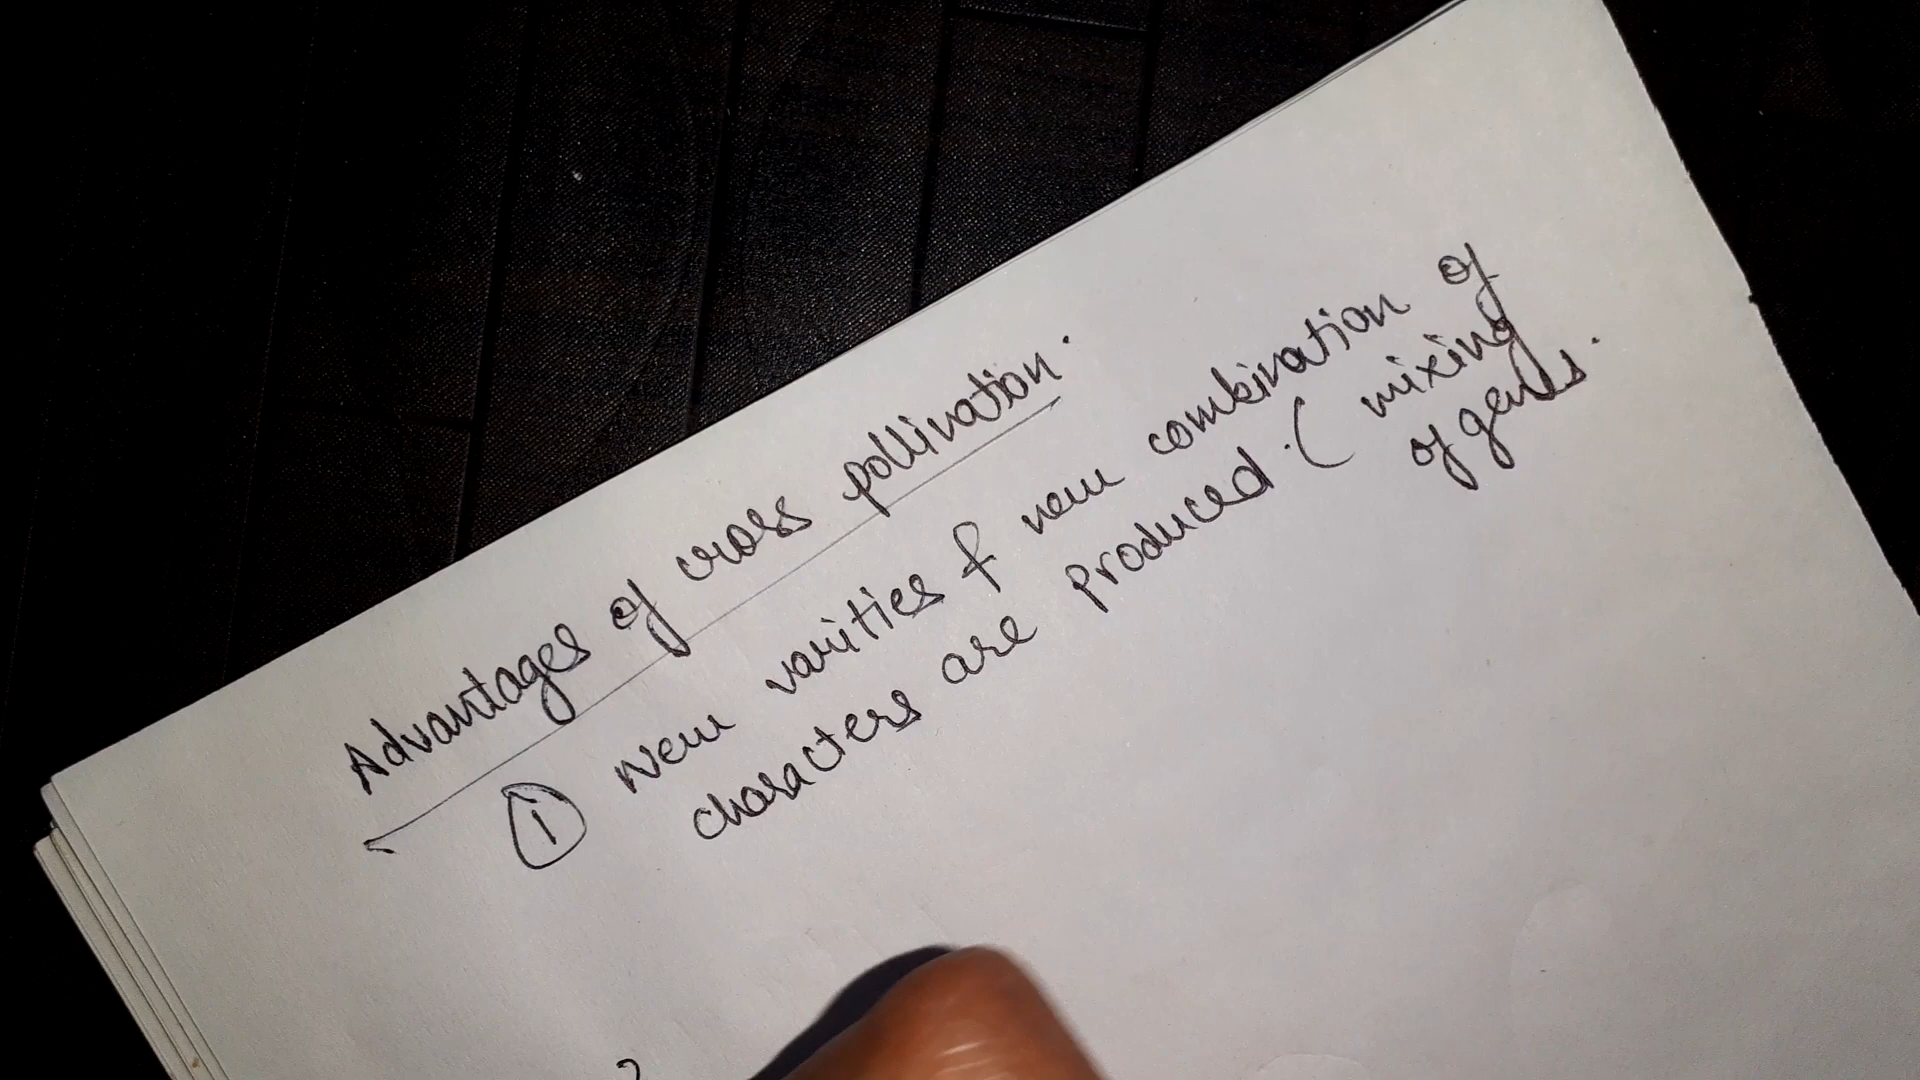 Advantages of cross pollination.
① New varities & new combination of
characters are produced. ( mixing
of genes.